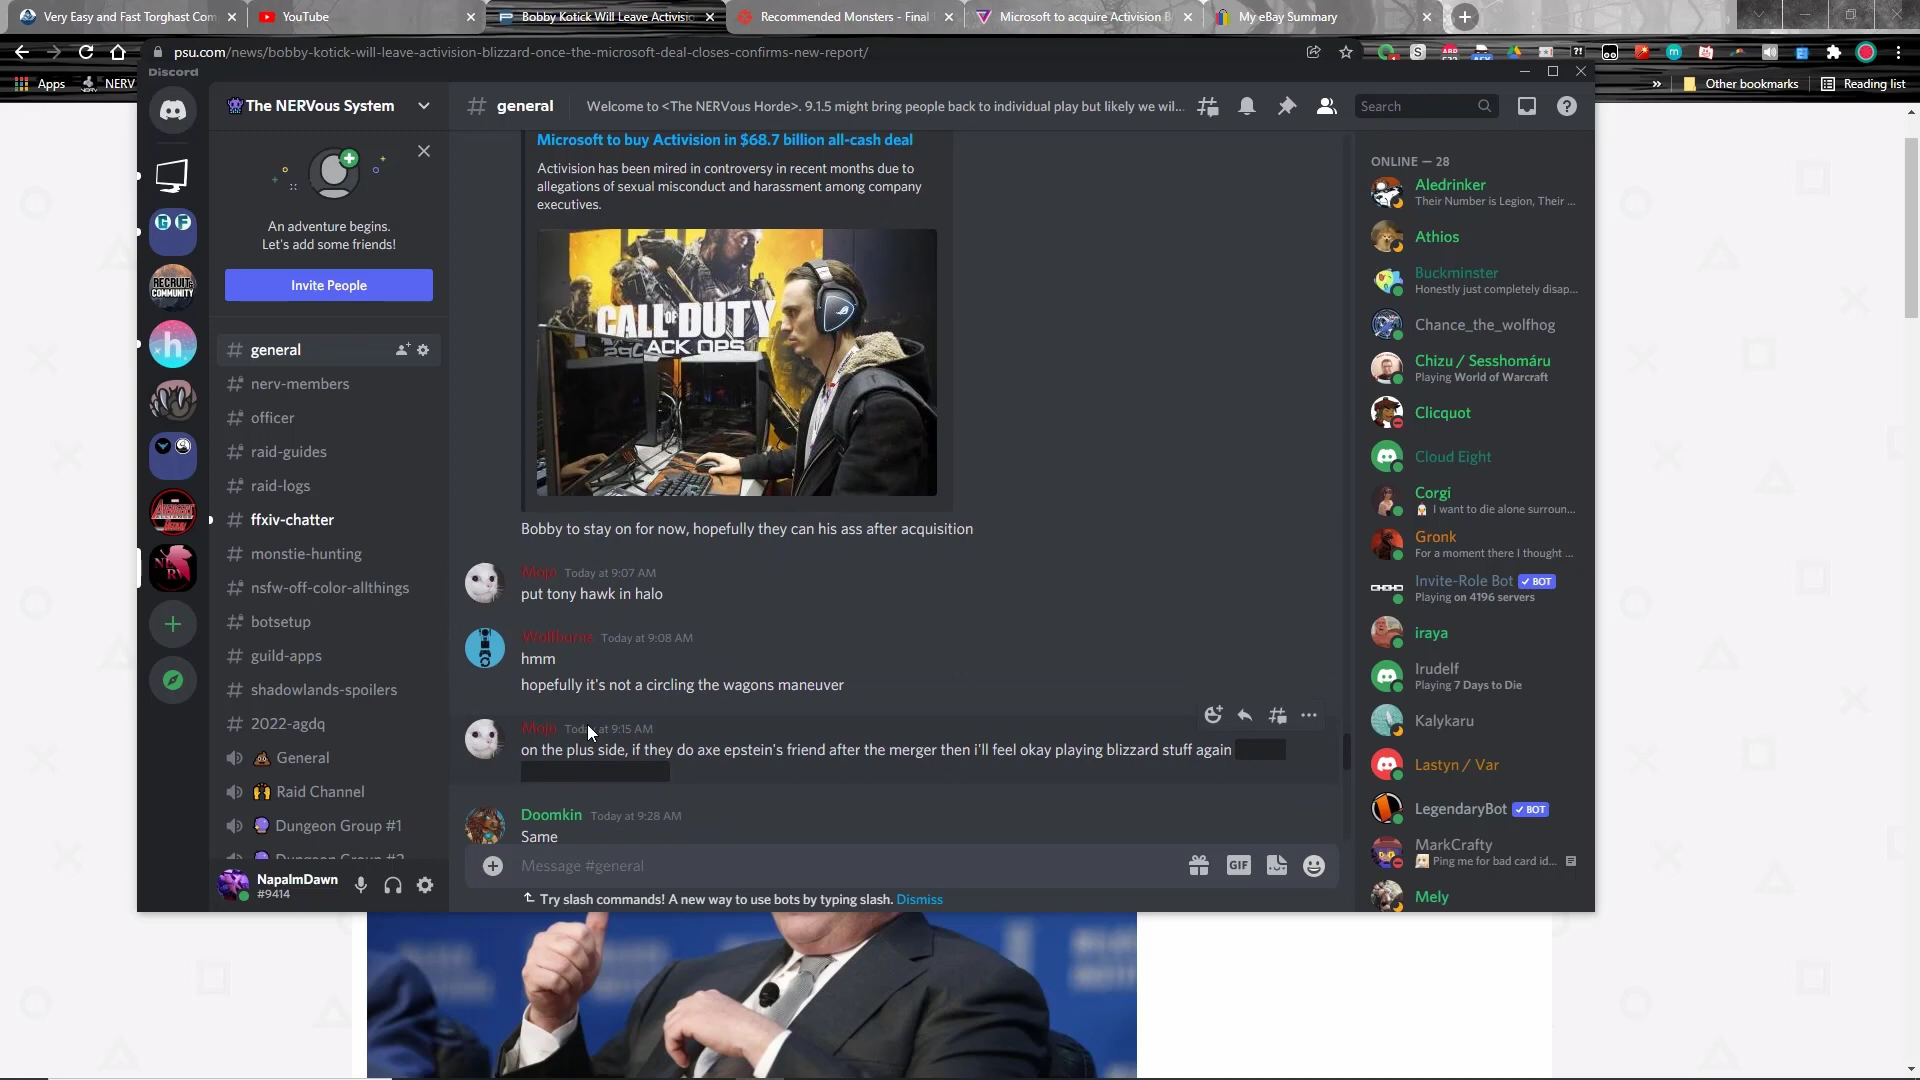 Very Easy and Fast Torghast Com
YouTube
Bobby Kotick Will Leave Activisi
Recommended Monsters - Final
Microsoft to acquire Activision B
My eBay Summary
psu.com/news/bobby-kotick-will-leave-activision-blizzard-once-the-microsoft-deal-closes-confirms-new-report/
Apps
NERV
Other bookmarks
Reading list
Discord
The NERVous System
general
Welcome to <The NERVous Horde>. 9.1.5 might bring people back to individual play but likely we wil...
Search
An adventure begins.
Let's add some friends!
Invite People
general
nerv-members
officer
raid-guides
raid-logs
ffxiv-chatter
monstie-hunting
nsfw-off-color-allthings
botsetup
guild-apps
shadowlands-spoilers
2022-agdq
General
Raid Channel
Dungeon Group #1
Dungeon Group #2
NapalmDawn
#9414
GF
RECRUIT
COMMUNITY
h
Microsoft to buy Activision in $68.7 billion all-cash deal
Activision has been mired in controversy in recent months due to
allegations of sexual misconduct and harassment among company
executives.
CALL OF DUTY
ACK OPS
Bobby to stay on for now, hopefully they can his ass after acquisition
Mojo Today at 9:07 AM
put tony hawk in halo
Wolfburns Today at 9:08 AM
hmm
hopefully it's not a circling the wagons maneuver
Mojo Today at 9:15 AM
on the plus side, if they do axe epstein's friend after the merger then i'll feel okay playing blizzard stuff again
Doomkin Today at 9:28 AM
Same
Message #general
GIF
Try slash commands! A new way to use bots by typing slash. Dismiss
ONLINE — 28
Aledrinker
Their Number is Legion, Their ...
Athios
Buckminster
Honestly just completely disap...
Chance_the_wolfhog
Chizu / Sesshomáru
Playing World of Warcraft
Clicquot
Cloud Eight
Corgi
I want to die alone surroun...
Gronk
For a moment there I thought ...
Invite-Role Bot BOT
Playing on 4196 servers
iraya
Irudelf
Playing 7 Days to Die
Kalykaru
Lastyn / Var
LegendaryBot BOT
MarkCrafty
Ping me for bad card id...
Mely